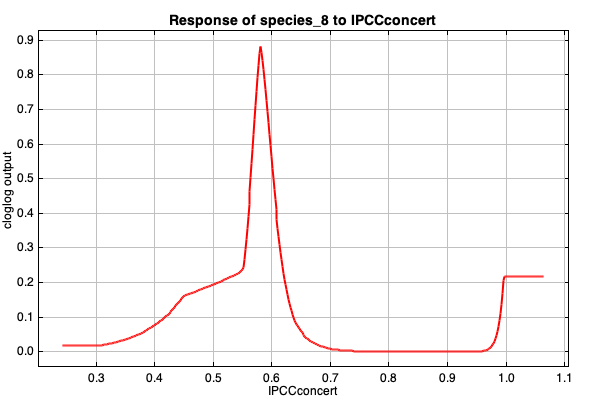 Response of species_8 to IPCCconcert
cloglog output
0.9
0.8
0.7
0.6
0.5
0.4
0.3
0.2
0.1
0.0
0.3 0.4 0.5 0.6 0.7 0.8 0.9 1.0 1.1
IPCCconcert